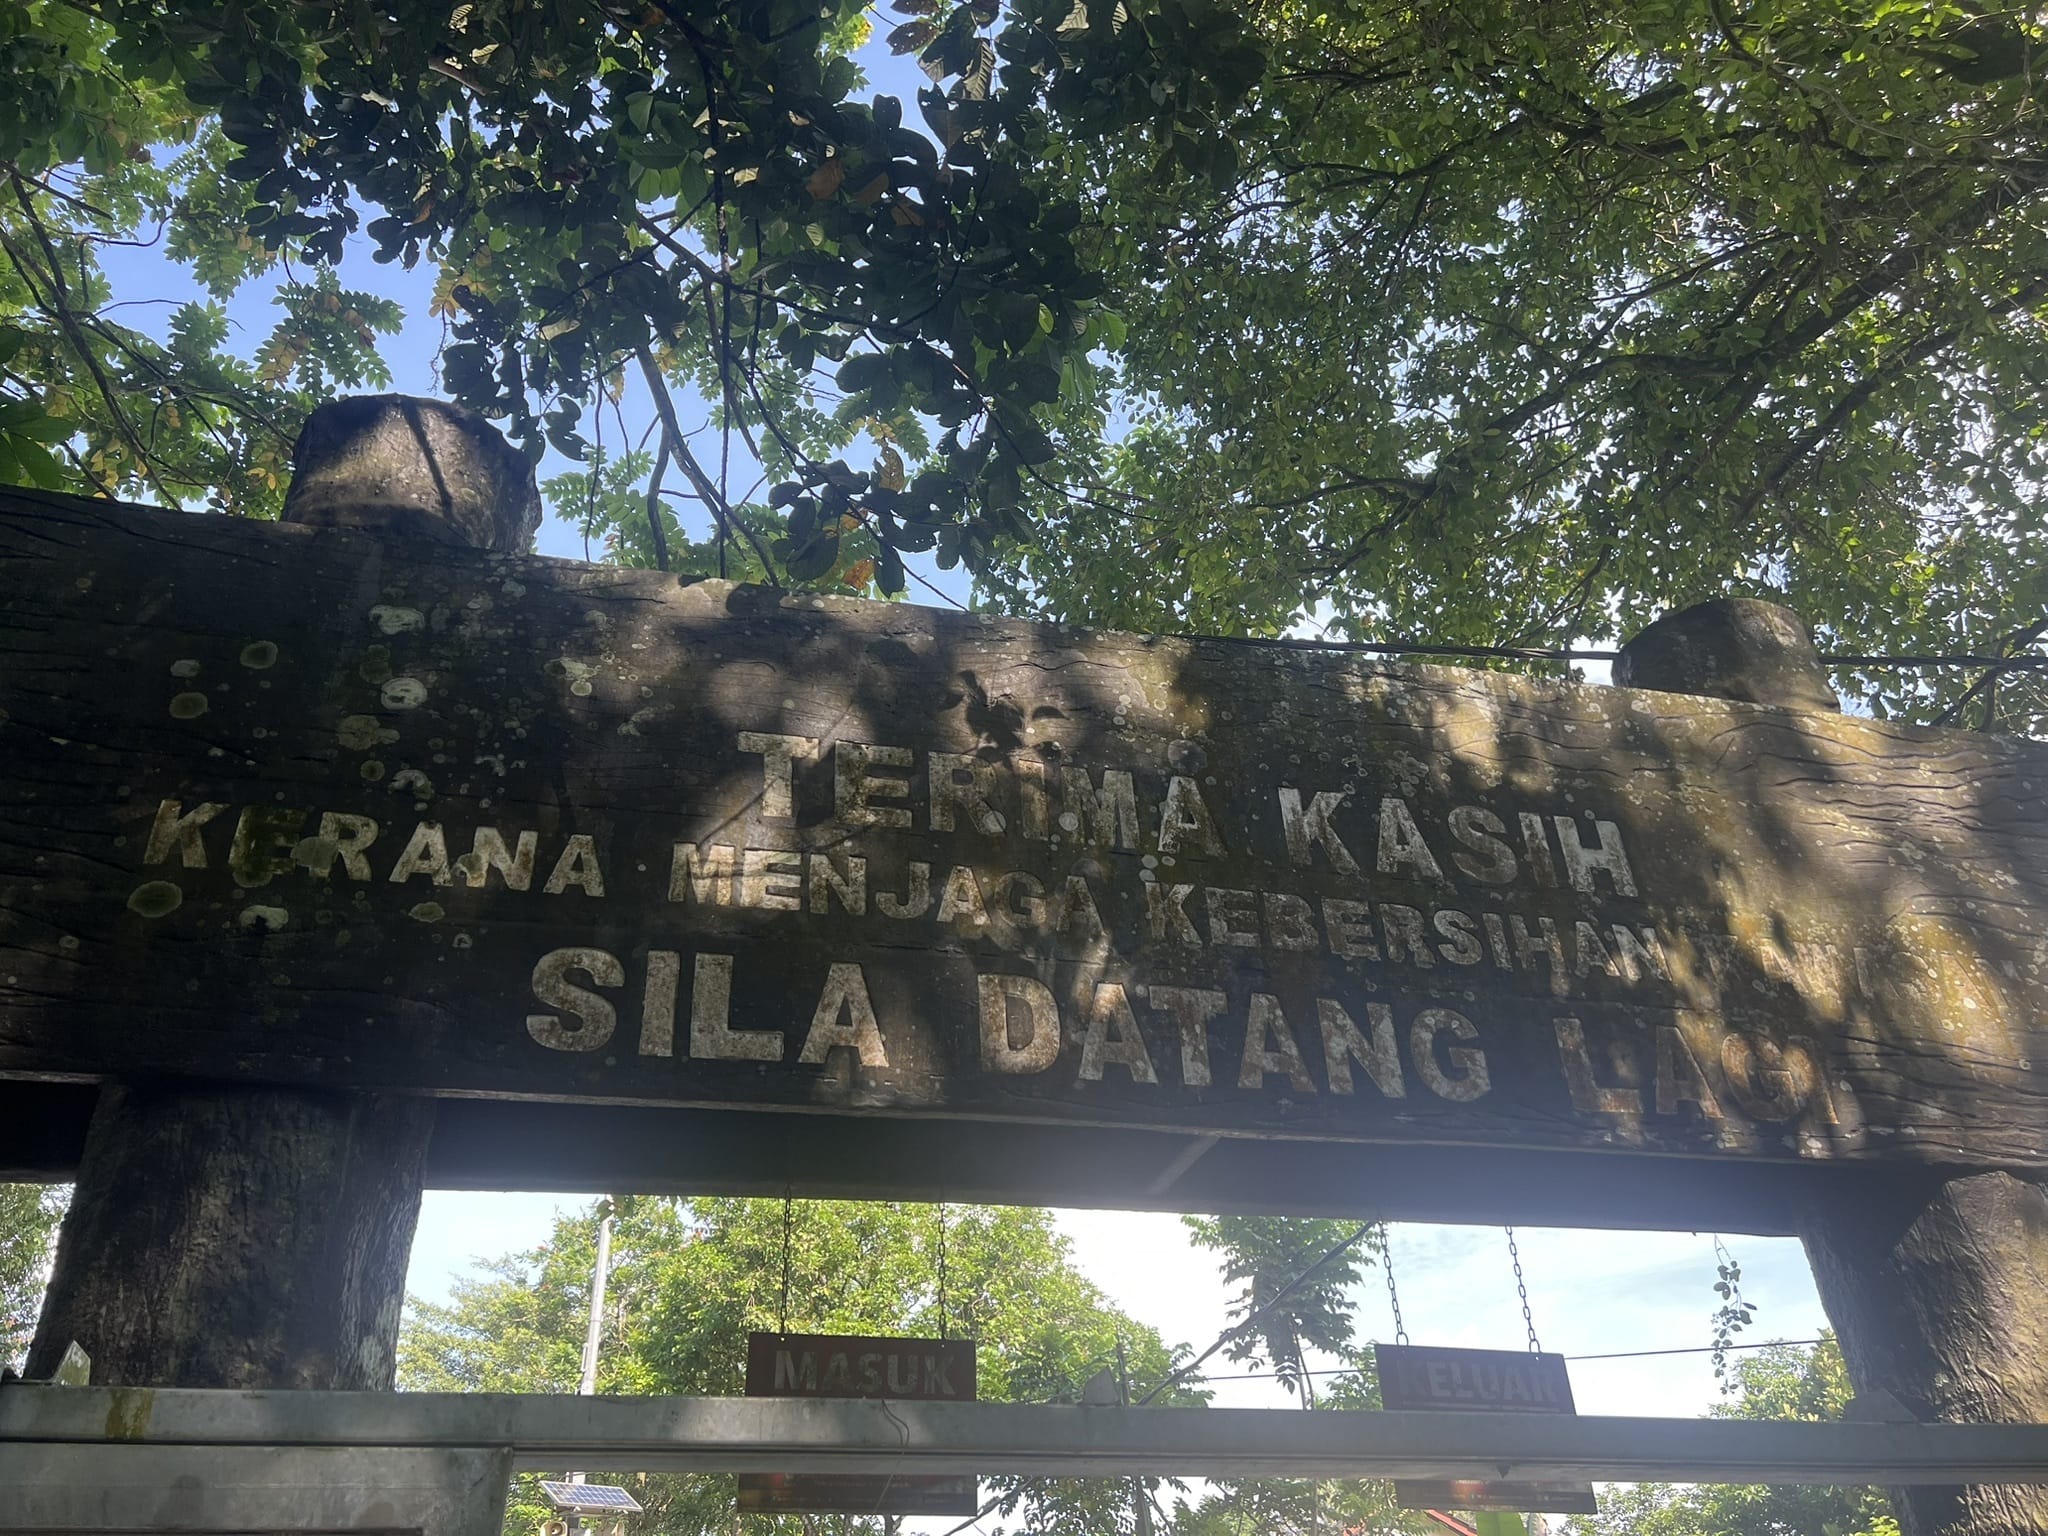 TERIMA KASIH
KERANA MENJAGA KEBERSIHAN
SILA DATANG LAGI
MASUK
KELUAR